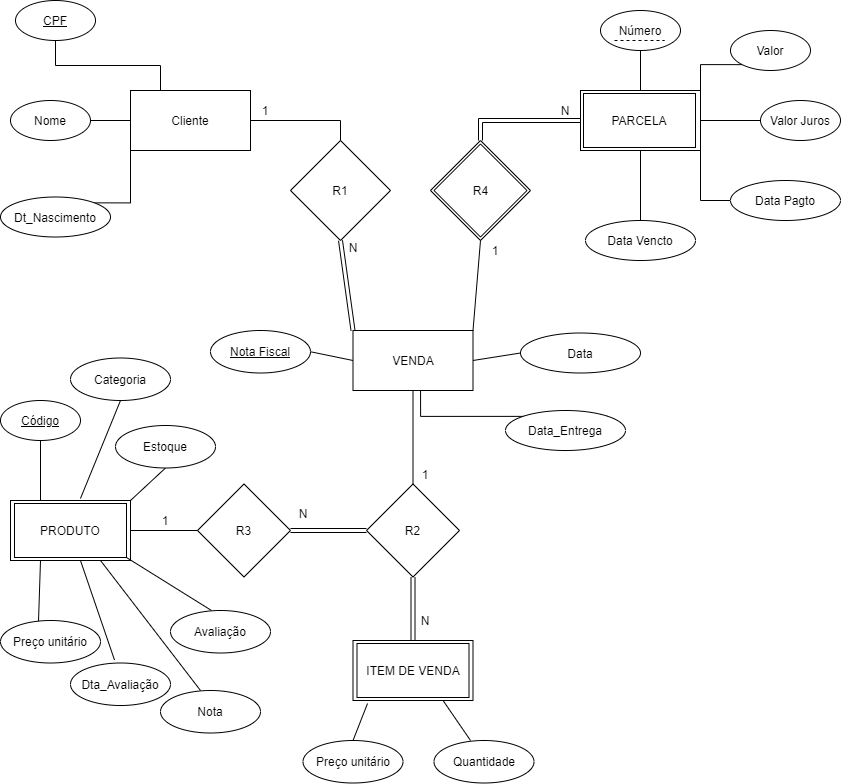 CPF
Número
Valor
Cliente
1
N
PARCELA
Nome
Valor Juros
R1
R4
Data Pagto
Dt_Nascimento
Data Vencto
N
1
Nota Fiscal
VENDA
Data
Categoria
Código
Data_Entrega
Estoque
1
PRODUTO
1
R3
N
R2
N
Avaliação
Preço unitário
ITEM DE VENDA
Dta_Avaliação
Nota
Preço unitário
Quantidade